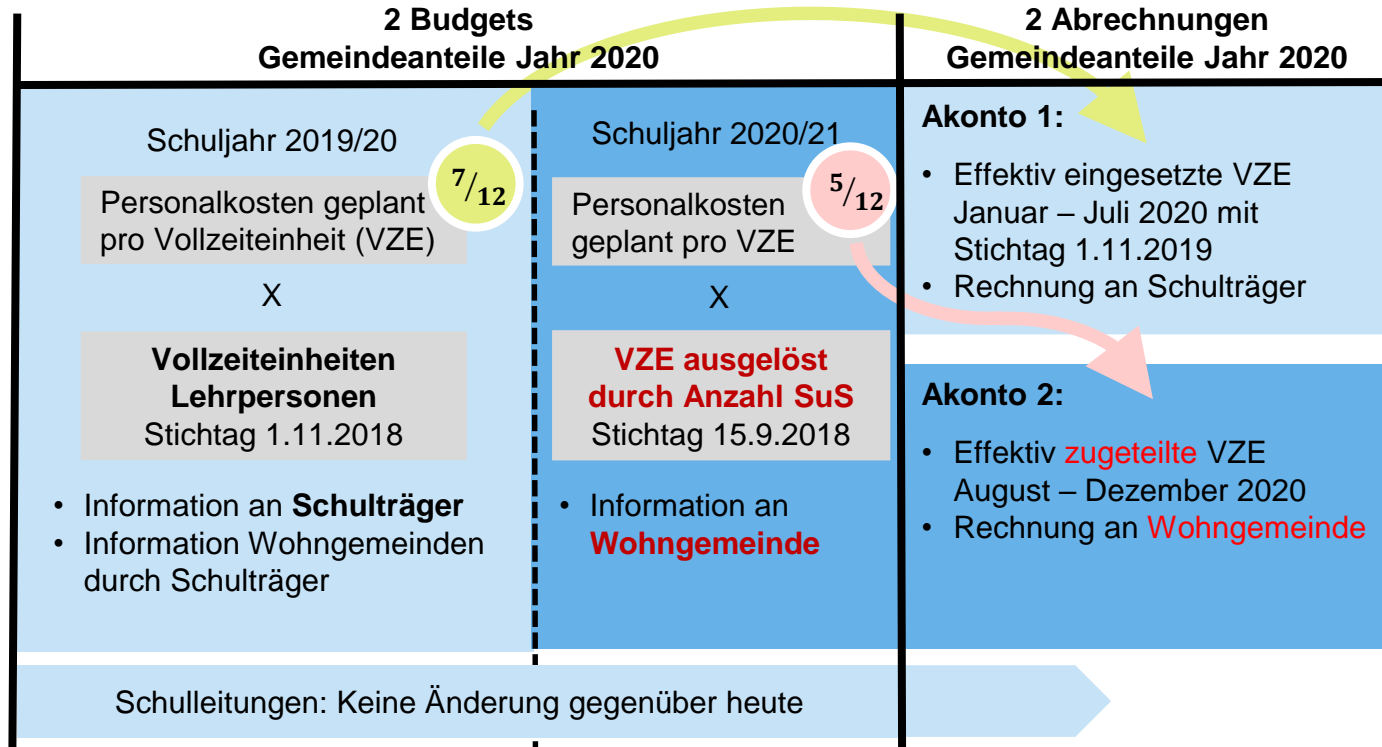 2 Budgets
Gemeindeanteile Jahr 2020
2 Abrechnungen
Gemeindeanteile Jahr 2020
Schuljahr 2019/20
7/12
Personalkosten geplant
pro Vollzeiteinheit (VZE)
X
Vollzeiteinheiten
Lehrpersonen
Stichtag 1.11.2018
• Information an Schulträger
• Information Wohngemeinden
durch Schulträger
Schuljahr 2020/21
5/12
Personalkosten
geplant pro VZE
X
VZE ausgelöst
durch Anzahl SuS
Stichtag 15.9.2018
• Information an
Wohngemeinde
Akonto 1:
• Effektiv eingesetzte VZE
Januar – Juli 2020 mit
Stichtag 1.11.2019
• Rechnung an Schulträger
Akonto 2:
• Effektiv zugeteilte VZE
August – Dezember 2020
• Rechnung an Wohngemeinde
Schulleitungen: Keine Änderung gegenüber heute